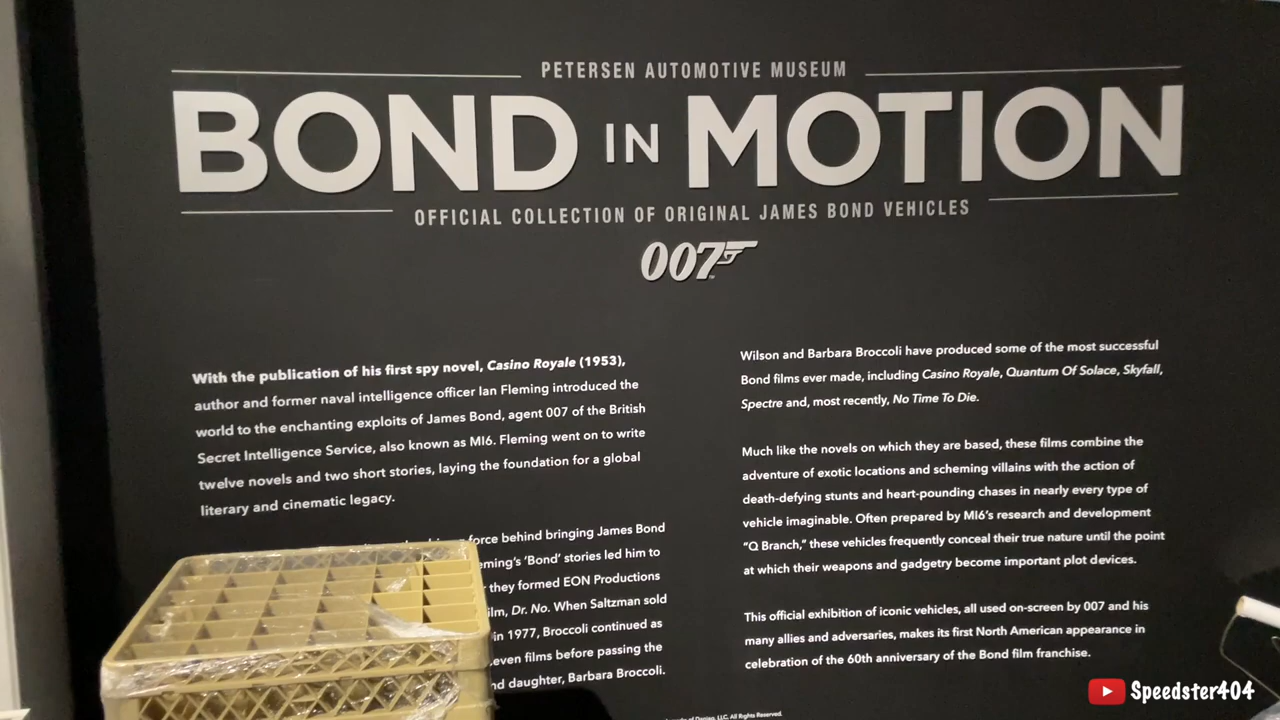 PETERSEN AUTOMOTIVE MUSEUM
BOND IN MOTION
OFFICIAL COLLECTION OF ORIGINAL JAMES BOND VEHICLES
007
With the publication of his first spy novel, Casino Royale (1953),
author and former naval intelligence officer Ian Fleming introduced the
world to the enchanting exploits of James Bond, agent 007 of the British
Secret Intelligence Service, also known as MI6. Fleming went on to write
twelve novels and two short stories, laying the foundation for a global
literary and cinematic legacy.
force behind bringing James Bond
'Bond' stories led him to
they formed EON Productions
Dr. No. When Saltzman sold
in 1977, Broccoli continued as
films before passing the
daughter, Barbara Broccoli.
Wilson and Barbara Broccoli have produced some of the most successful
Bond films ever made, including Casino Royale, Quantum Of Solace, Skyfall,
Spectre and, most recently, No Time To Die.
Much like the novels on which they are based, these films combine the
adventure of exotic locations and scheming villains with the action of
death-defying stunts and heart-pounding chases in nearly every type of
vehicle imaginable. Often prepared by MI6's research and development
"Q Branch," these vehicles frequently conceal their true nature until the point
at which their weapons and gadgetry become important plot devices.
This official exhibition of iconic vehicles, all used on-screen by 007 and his
many allies and adversaries, makes its first North American appearance in
celebration of the 60th anniversary of the Bond film franchise.
LLC. All Rights Reserved.
Speedster404